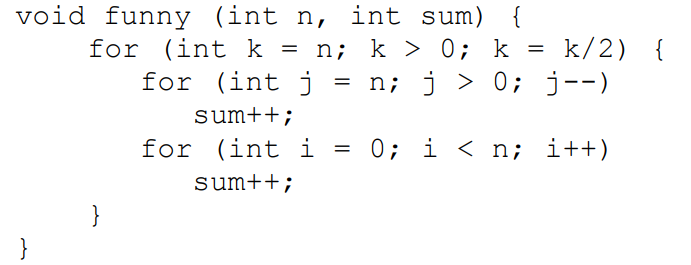 void funny (int n, int sum) {
    for (int k = n; k > 0; k = k/2) {
       for (int j = n; j > 0; j--)
          sum++;
       for (int i = 0; i < n; i++)
          sum++;
    }
}